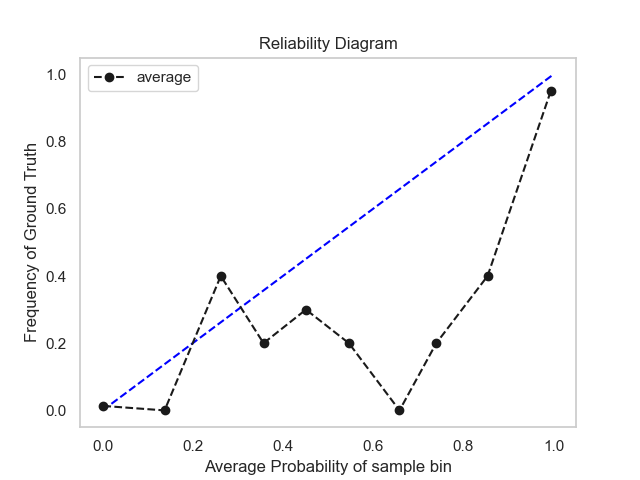 Reliability Diagram
average
Frequency of Ground Truth
1.0
0.8
0.6
0.4
0.2
0.0
0.0 0.2 0.4 0.6 0.8 1.0
Average Probability of sample bin